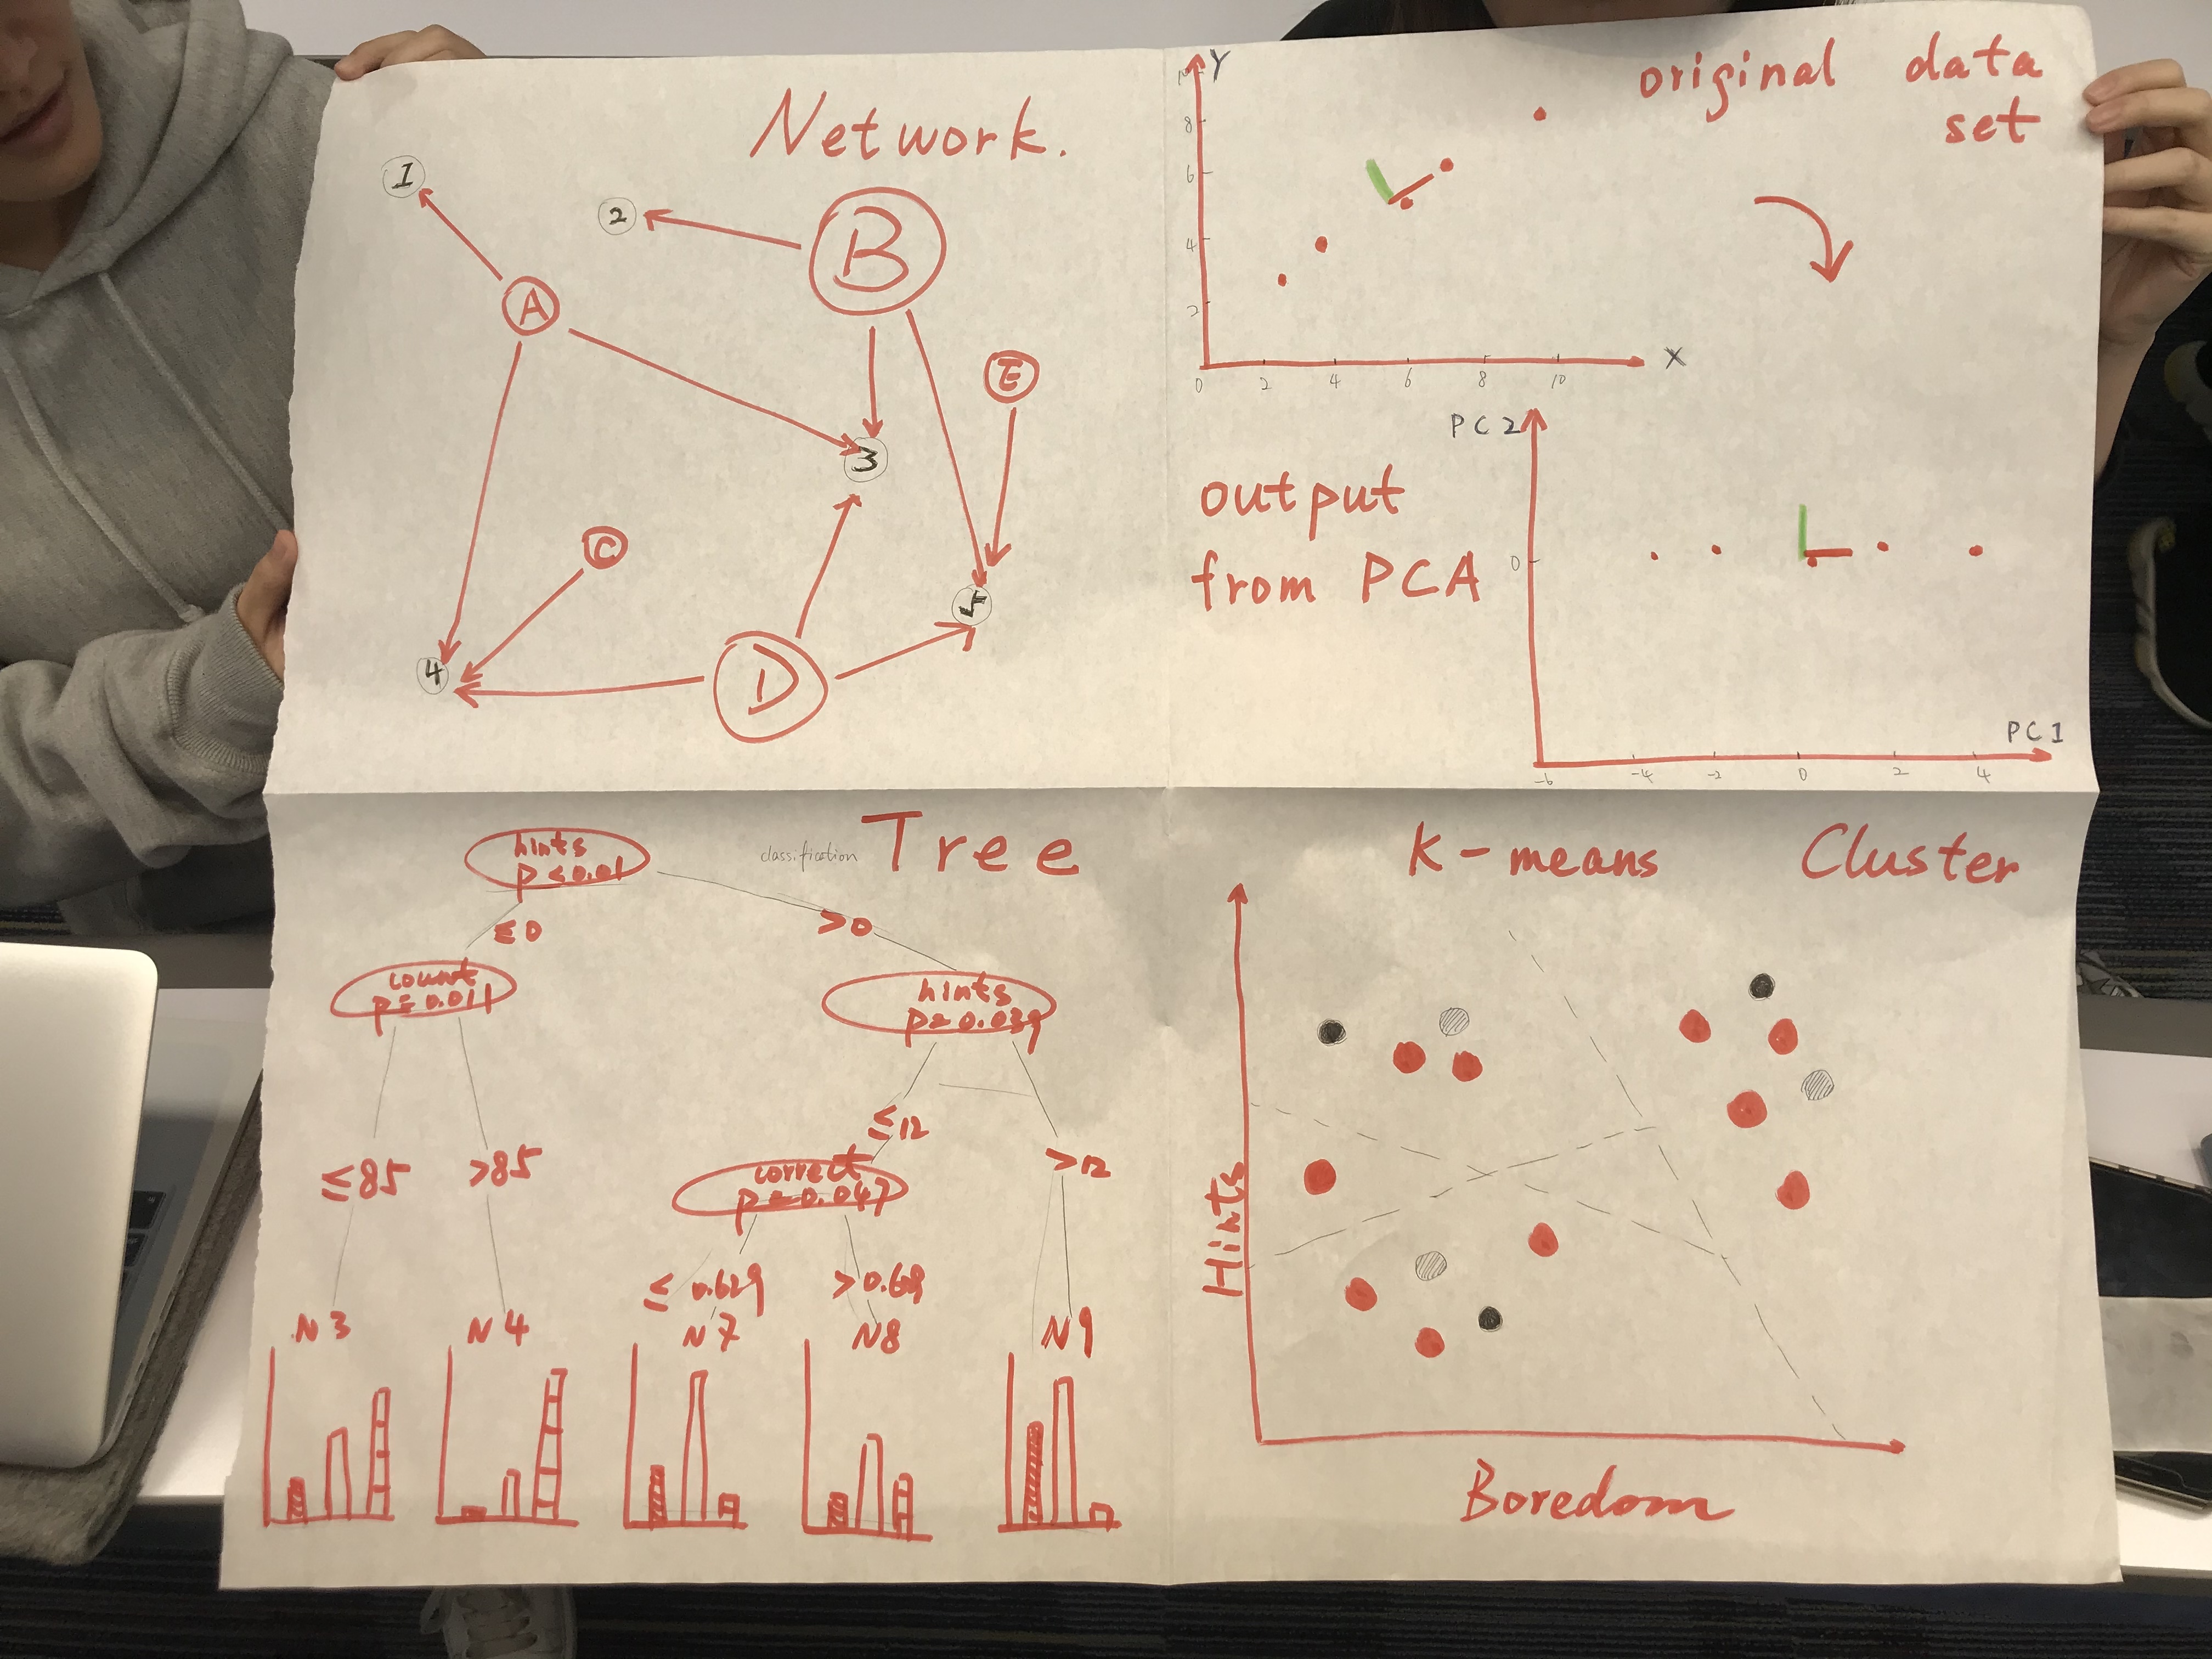 Network.
1
2
B
A
E
3
C
5
4
D
original data
set
Y
10
8
6
4
2
0 2 4 6 8 10
X
PC2
output
from PCA
0
PC1
-6 -4 -2 0 2 4
classification Tree
hints
p<0.01
≤0
>0
count
p=0.011
hints
p=0.039
≤12
≤85
>85
>12
correct
p=0.047
≤0.629
N3
N4
N7
N8
N9
K-means Cluster
Hints
Boredom